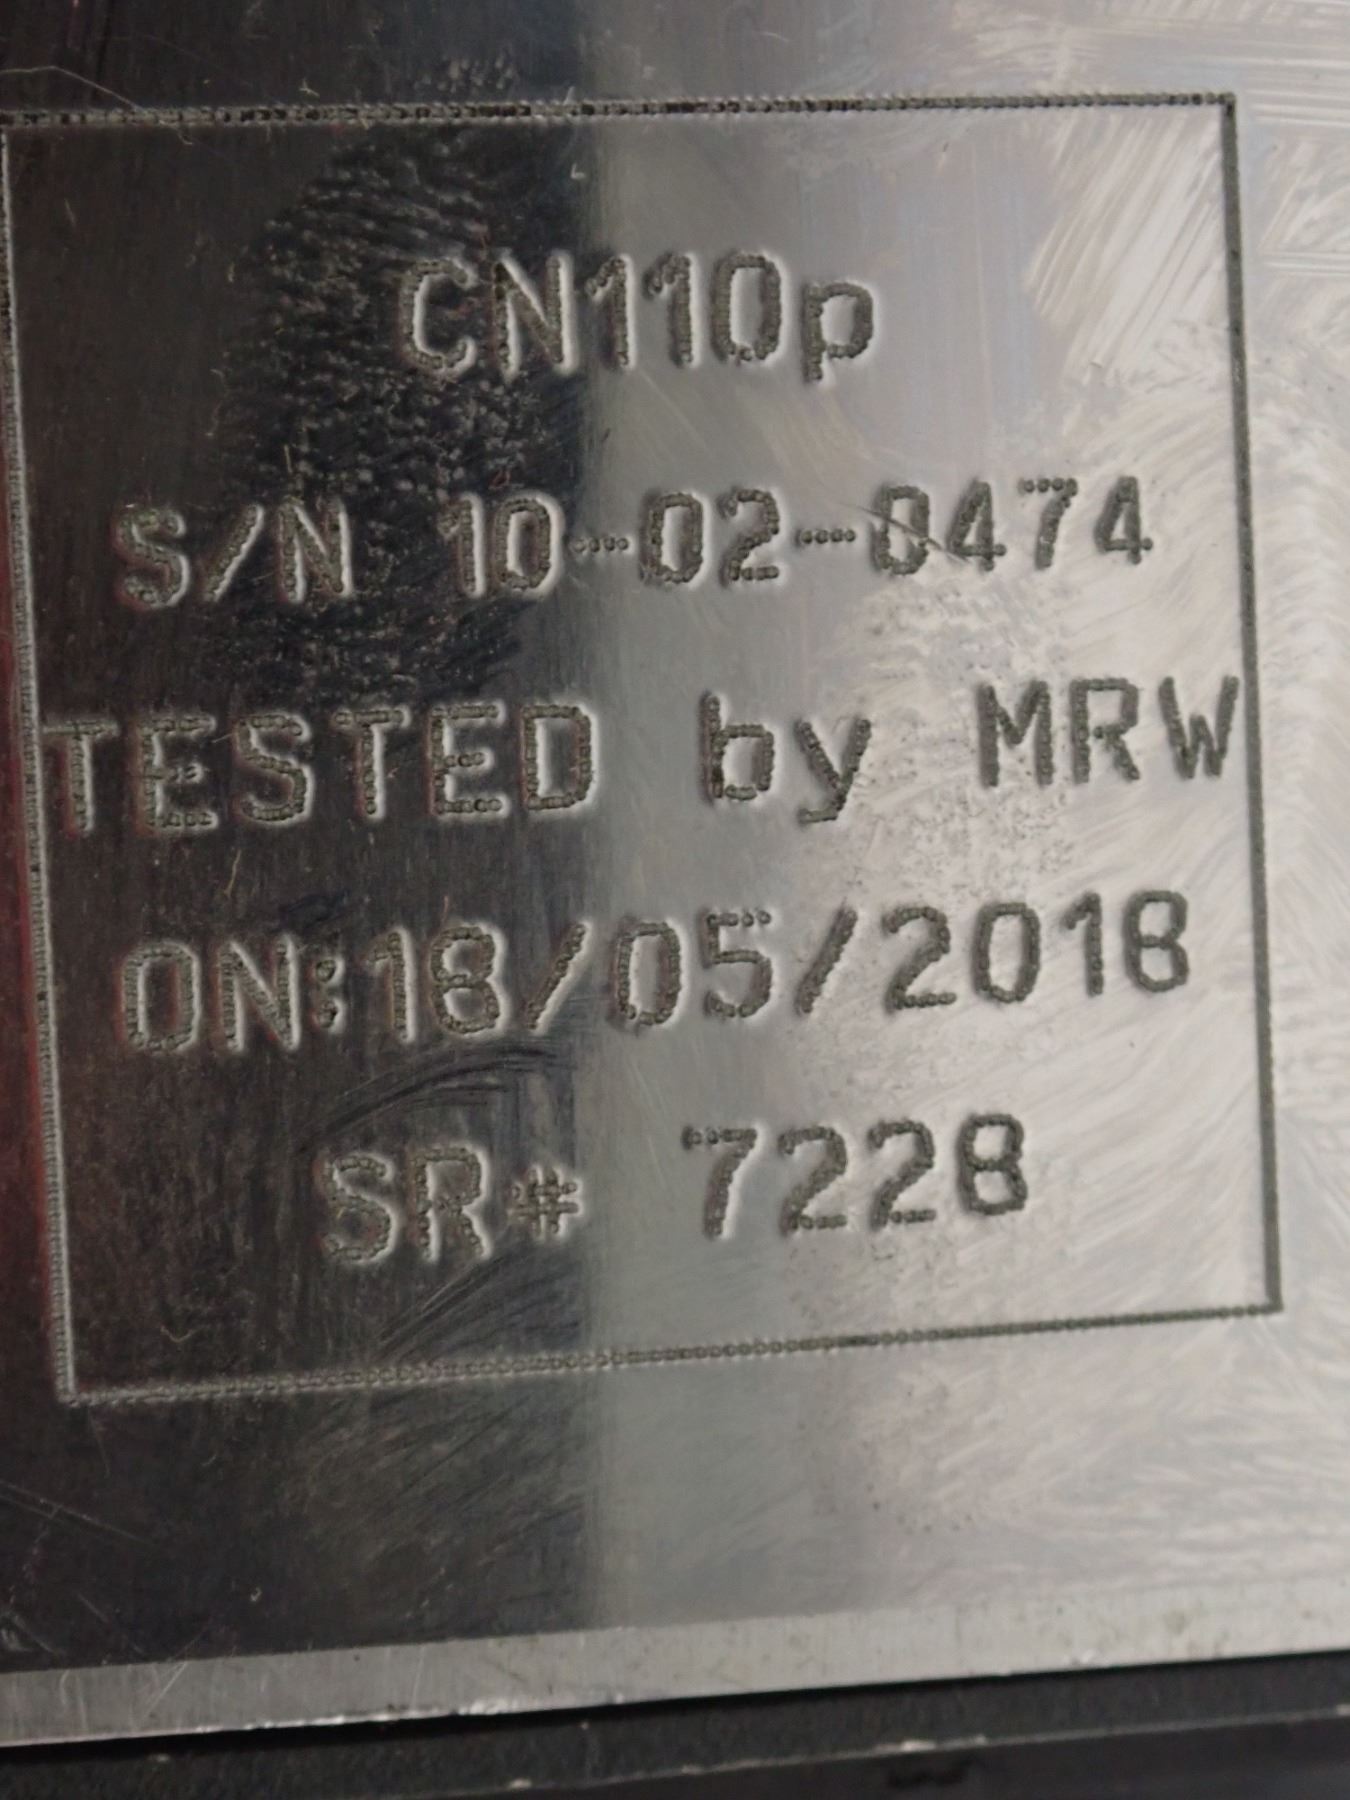 CN110p
S/N 10-02-0474
TESTED by MRW
ON:18/05/2018
SR# 7228